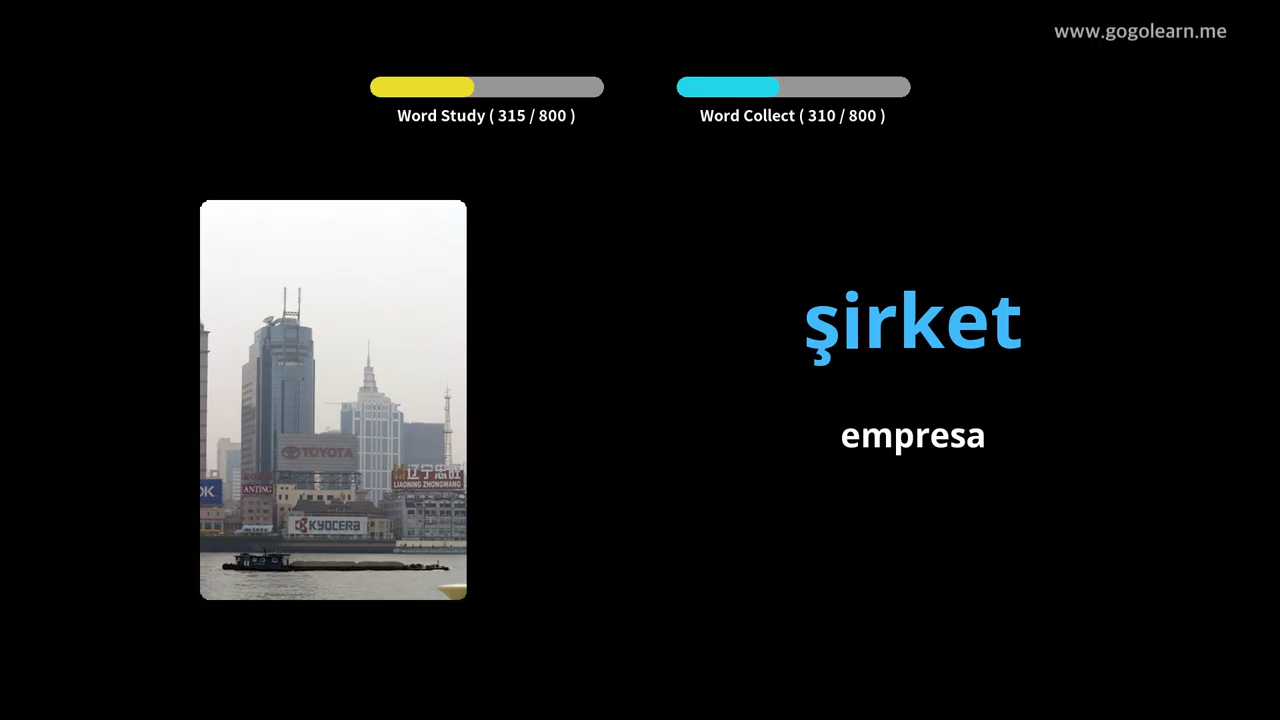 www.gogolearn.me
Word Study ( 315 / 800 )
Word Collect ( 310 / 800 )
şirket
empresa
TOYOTA
辽宁忠旺
LIAONING ZHONGWANG
OK
ANTING
KYOCERA